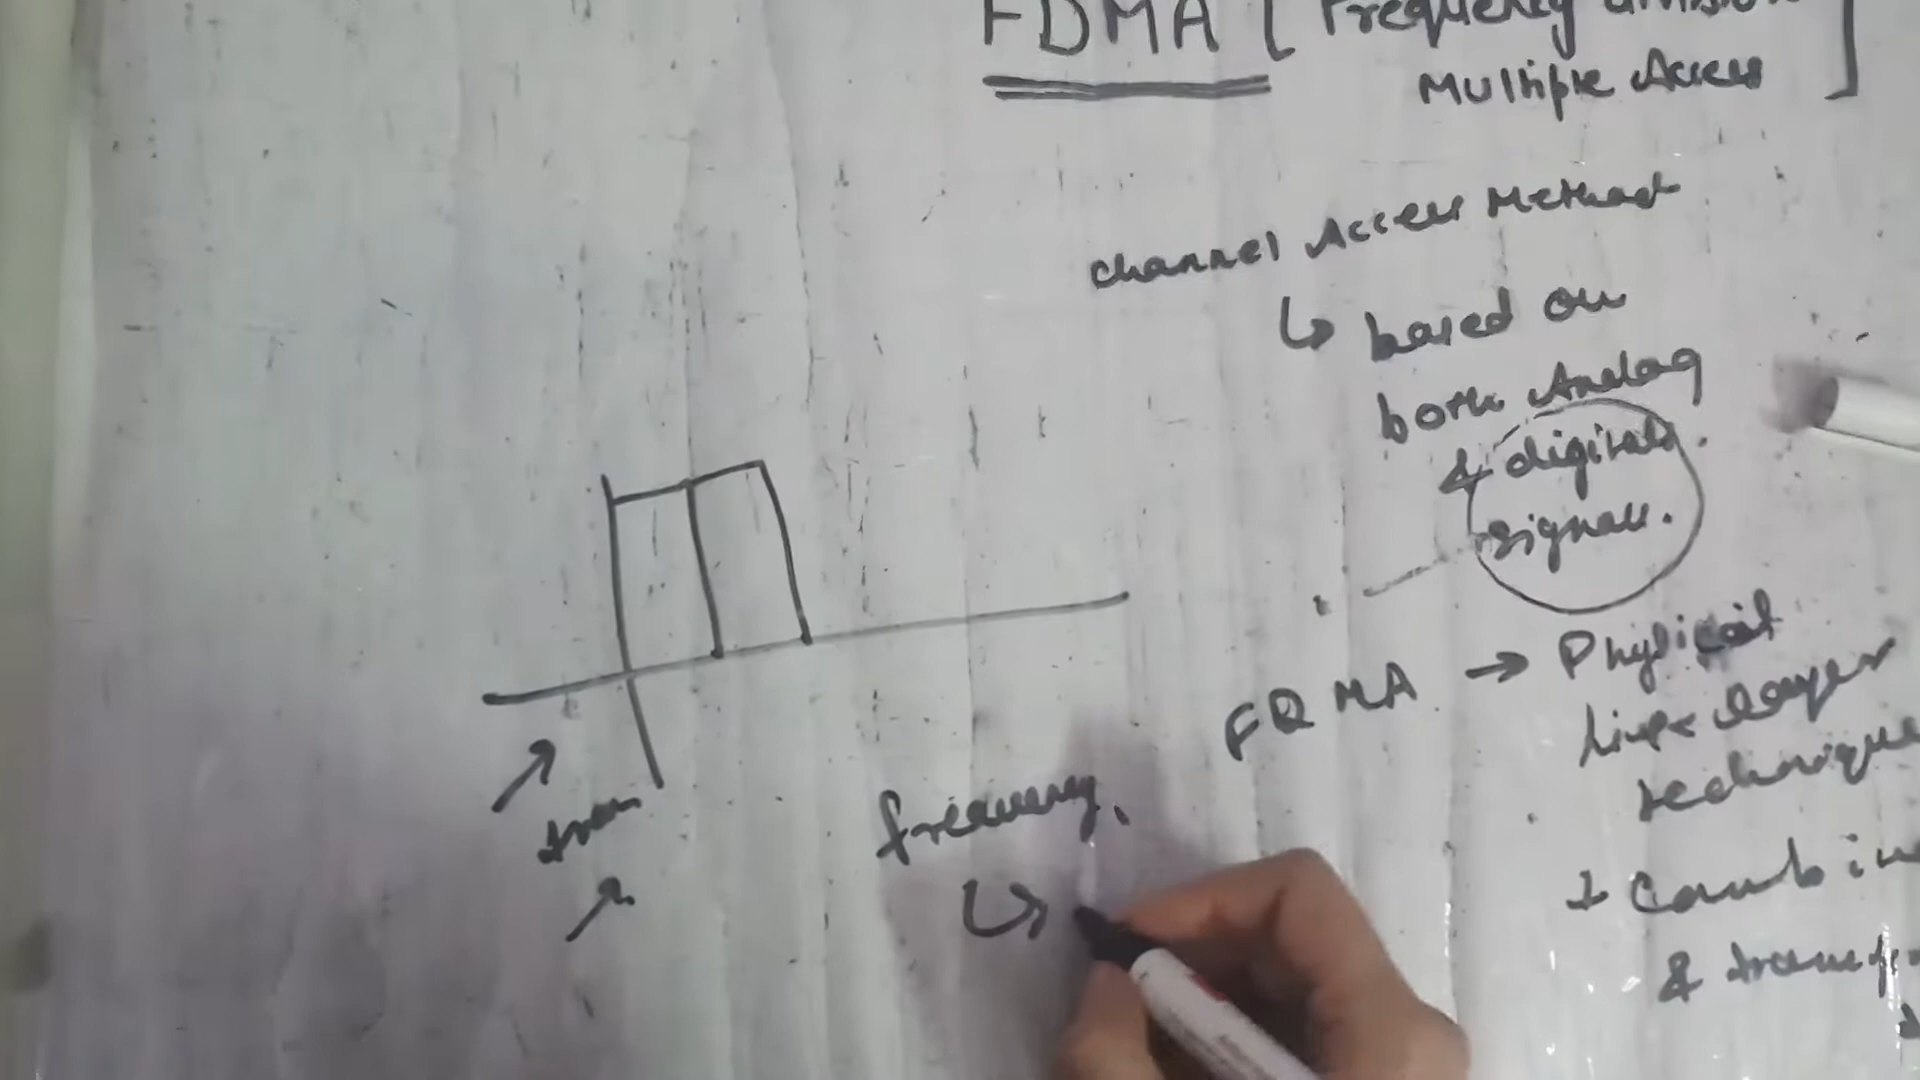 FDMA [ Frequency division
Multiple Access ]
channel Access Method
↳ based on
both Analog
& digital
signals.
FDMA → Physical
layer
technique
frequency
↳
+ Combin
&